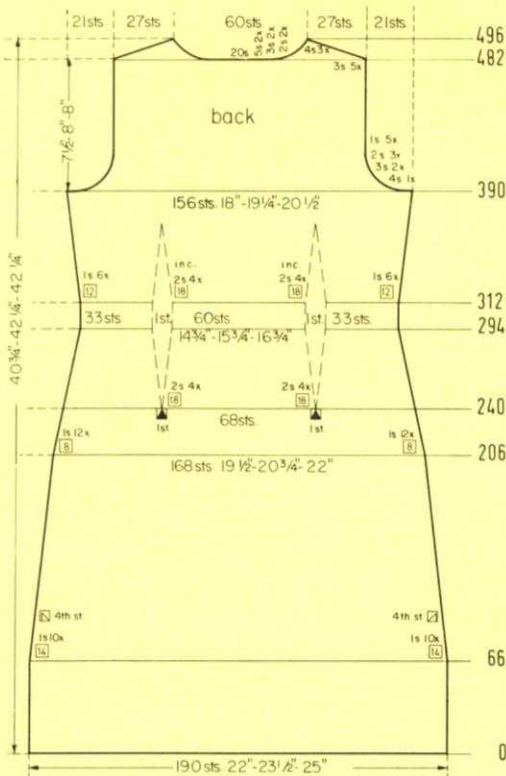 21sts 27sts 60sts 27sts 21sts
496
20s 5s 2x 3s 2x 2s 2x 4s 3x
482
3s 5x
7½-8-8"
back
1s 5x
2s 3x
3s 2x
4s 1x
390
156sts. 18"-19¼"-20½"
40¾"-42¼"-42¼"
inc. inc.
1s 6x 2s 4x 2s 4x 1s 6x
12 18 18 12
312
33sts 1st. 60sts 1st. 33sts.
294
14¾"-15¾"-16¾"
2s 4x 2s 4x
18 18
240
1st 68sts. 1st
1s 12x 1s 12x
8 8
206
168sts 19½"-20¾"-22"
4th st 4th st
1s 10x 1s 10x
14 14
66
0
190sts. 22"-23½"-25"